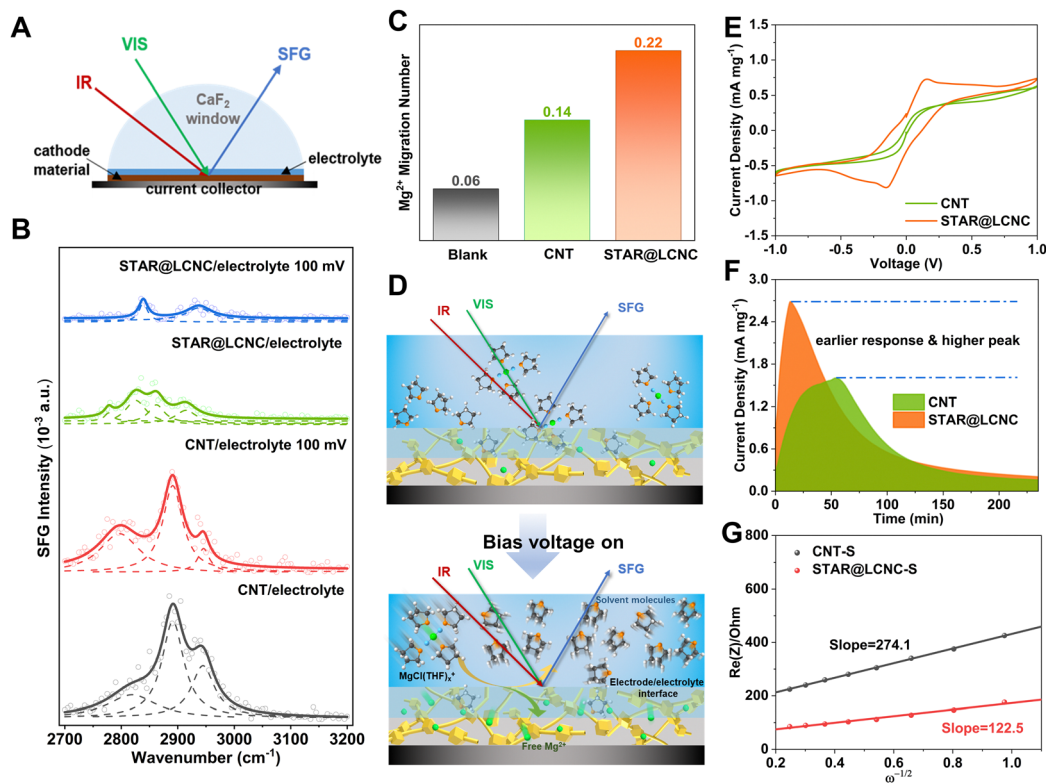 A
VIS
SFG
IR
CaF₂
window
cathode
material
electrolyte
current collector
B
STAR@LCNC/electrolyte 100 mV
STAR@LCNC/electrolyte
CNT/electrolyte 100 mV
CNT/electrolyte
SFG Intensity (10⁻³ a.u.)
2700 2800 2900 3000 3100 3200
Wavenumber (cm⁻¹)
C
Mg²⁺ Migration Number
0.06
0.14
0.22
Blank CNT STAR@LCNC
D
IR
VIS
SFG
Bias voltage on
IR
VIS
SFG
Solvent molecules
MgCl(THF)ₓ⁺
Electrode/electrolyte
interface
Free Mg²⁺
E
Current Density (mA mg⁻¹)
1.5
1.0
0.5
0.0
-0.5
-1.0
-1.5
CNT
STAR@LCNC
-1.0 -0.5 0.0 0.5 1.0
Voltage (V)
F
Current Density (mA mg⁻¹)
3.0
2.4
1.8
1.2
0.6
0.0
earlier response & higher peak
CNT
STAR@LCNC
0 50 100 150 200
Time (min)
G
Re(Z)/Ohm
800
600
400
200
0
CNT-S
STAR@LCNC-S
Slope=274.1
Slope=122.5
0.2 0.4 0.6 0.8 1.0
ω⁻¹/²